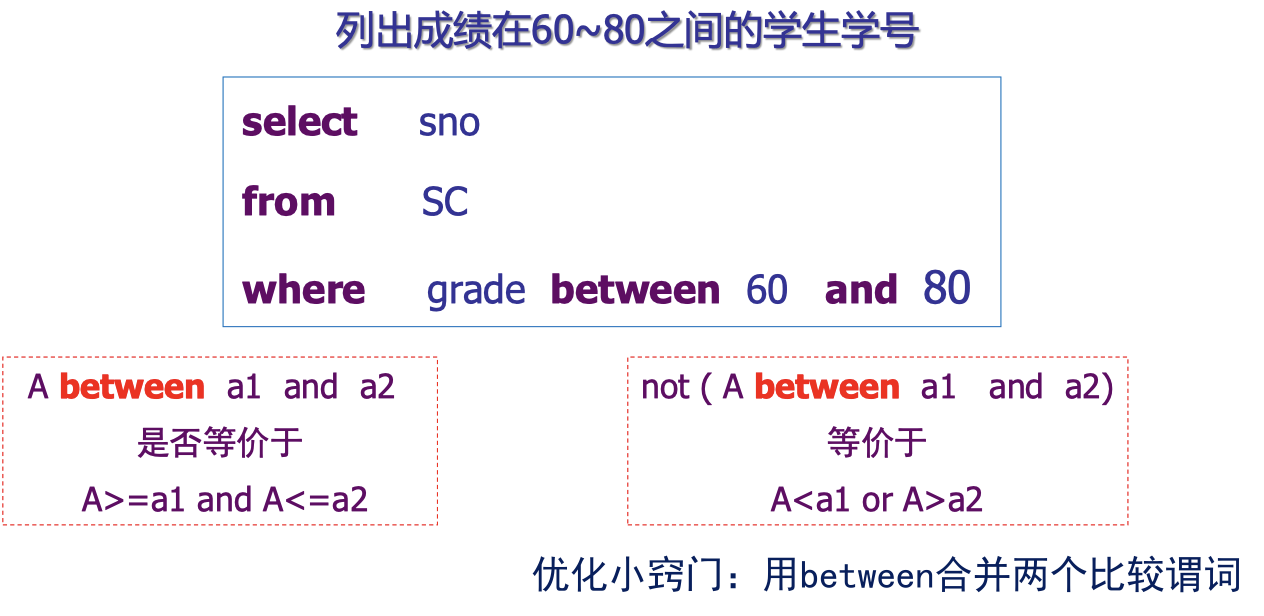 列出成绩在60~80之间的学生学号
select sno
from SC
where grade between 60 and 80
A between a1 and a2
是否等价于
A>=a1 and A<=a2
not ( A between a1 and a2)
等价于
A<a1 or A>a2
优化小窍门：用between合并两个比较谓词